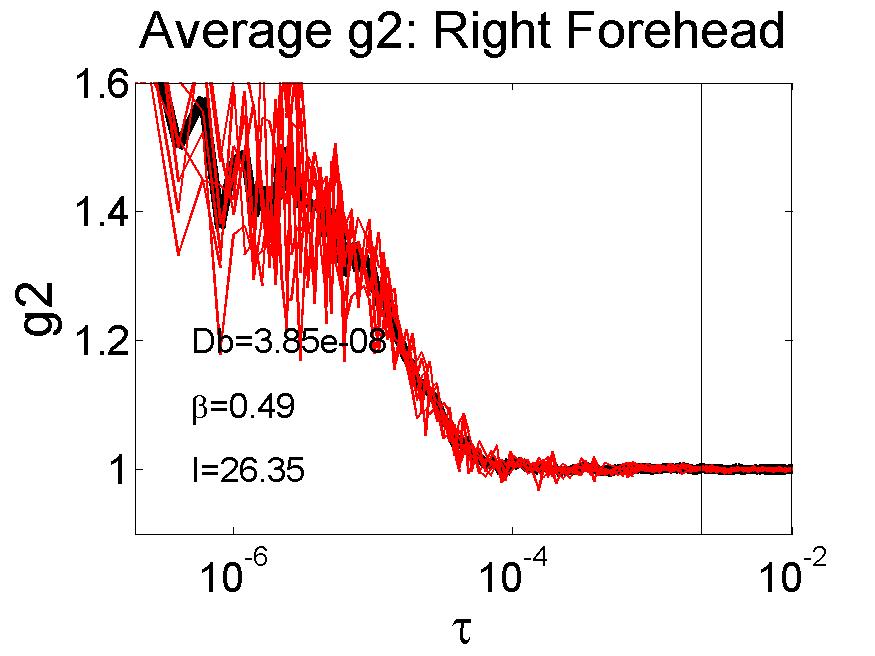 Average g2: Right Forehead
1.6
1.4
g2
1.2
Db=3.85e-08
β=0.49
1
I=26.35
10^-6
10^-4
10^-2
τ